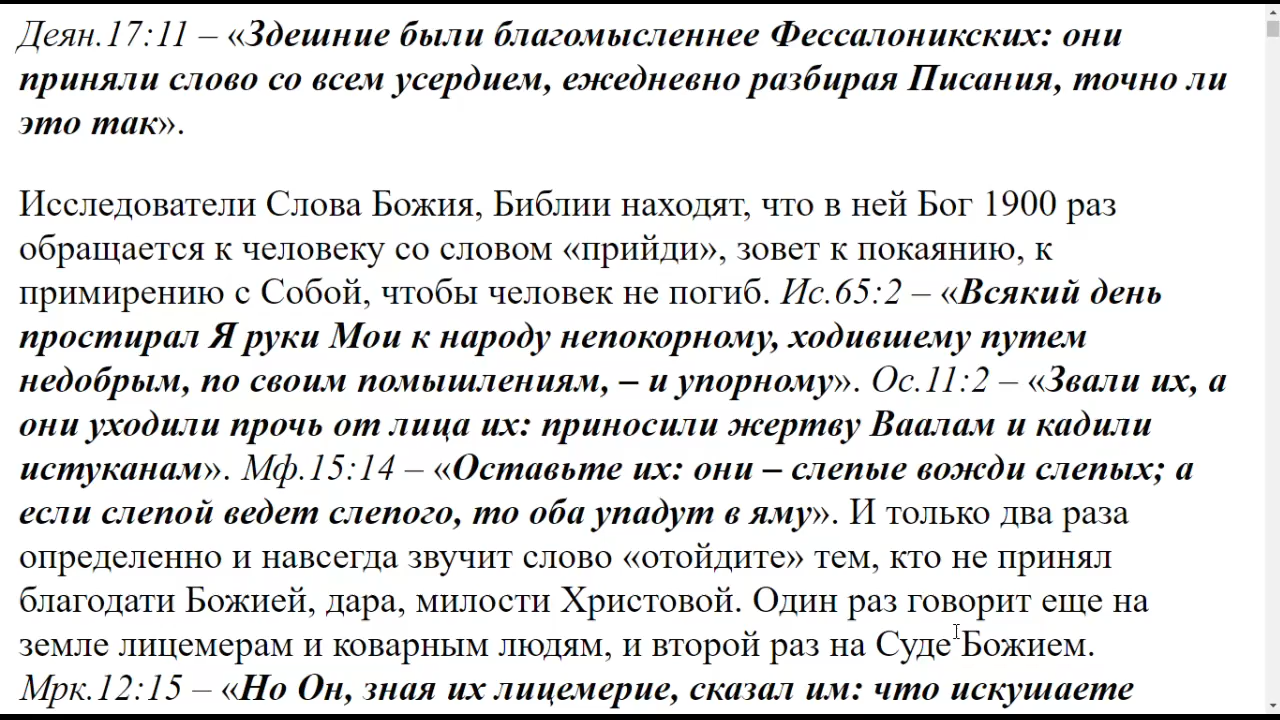 Деян.17:11 – «Здешние были благомысленнее Фессалоникских: они
приняли слово со всем усердием, ежедневно разбирая Писания, точно ли
это так».
Исследователи Слова Божия, Библии находят, что в ней Бог 1900 раз
обращается к человеку со словом «прийди», зовет к покаянию, к
примирению с Собой, чтобы человек не погиб. Ис.65:2 – «Всякий день
простирал Я руки Мои к народу непокорному, ходившему путем
недобрым, по своим помышлениям, – и упорному». Ос.11:2 – «Звали их, а
они уходили прочь от лица их: приносили жертву Ваалам и кадили
истуканам». Мф.15:14 – «Оставьте их: они – слепые вожди слепых; а
если слепой ведет слепого, то оба упадут в яму». И только два раза
определенно и навсегда звучит слово «отойдите» тем, кто не принял
благодати Божией, дара, милости Христовой. Один раз говорит еще на
земле лицемерам и коварным людям, и второй раз на Суде Божием.
Мрк.12:15 – «Но Он, зная их лицемерие, сказал им: что искушаете